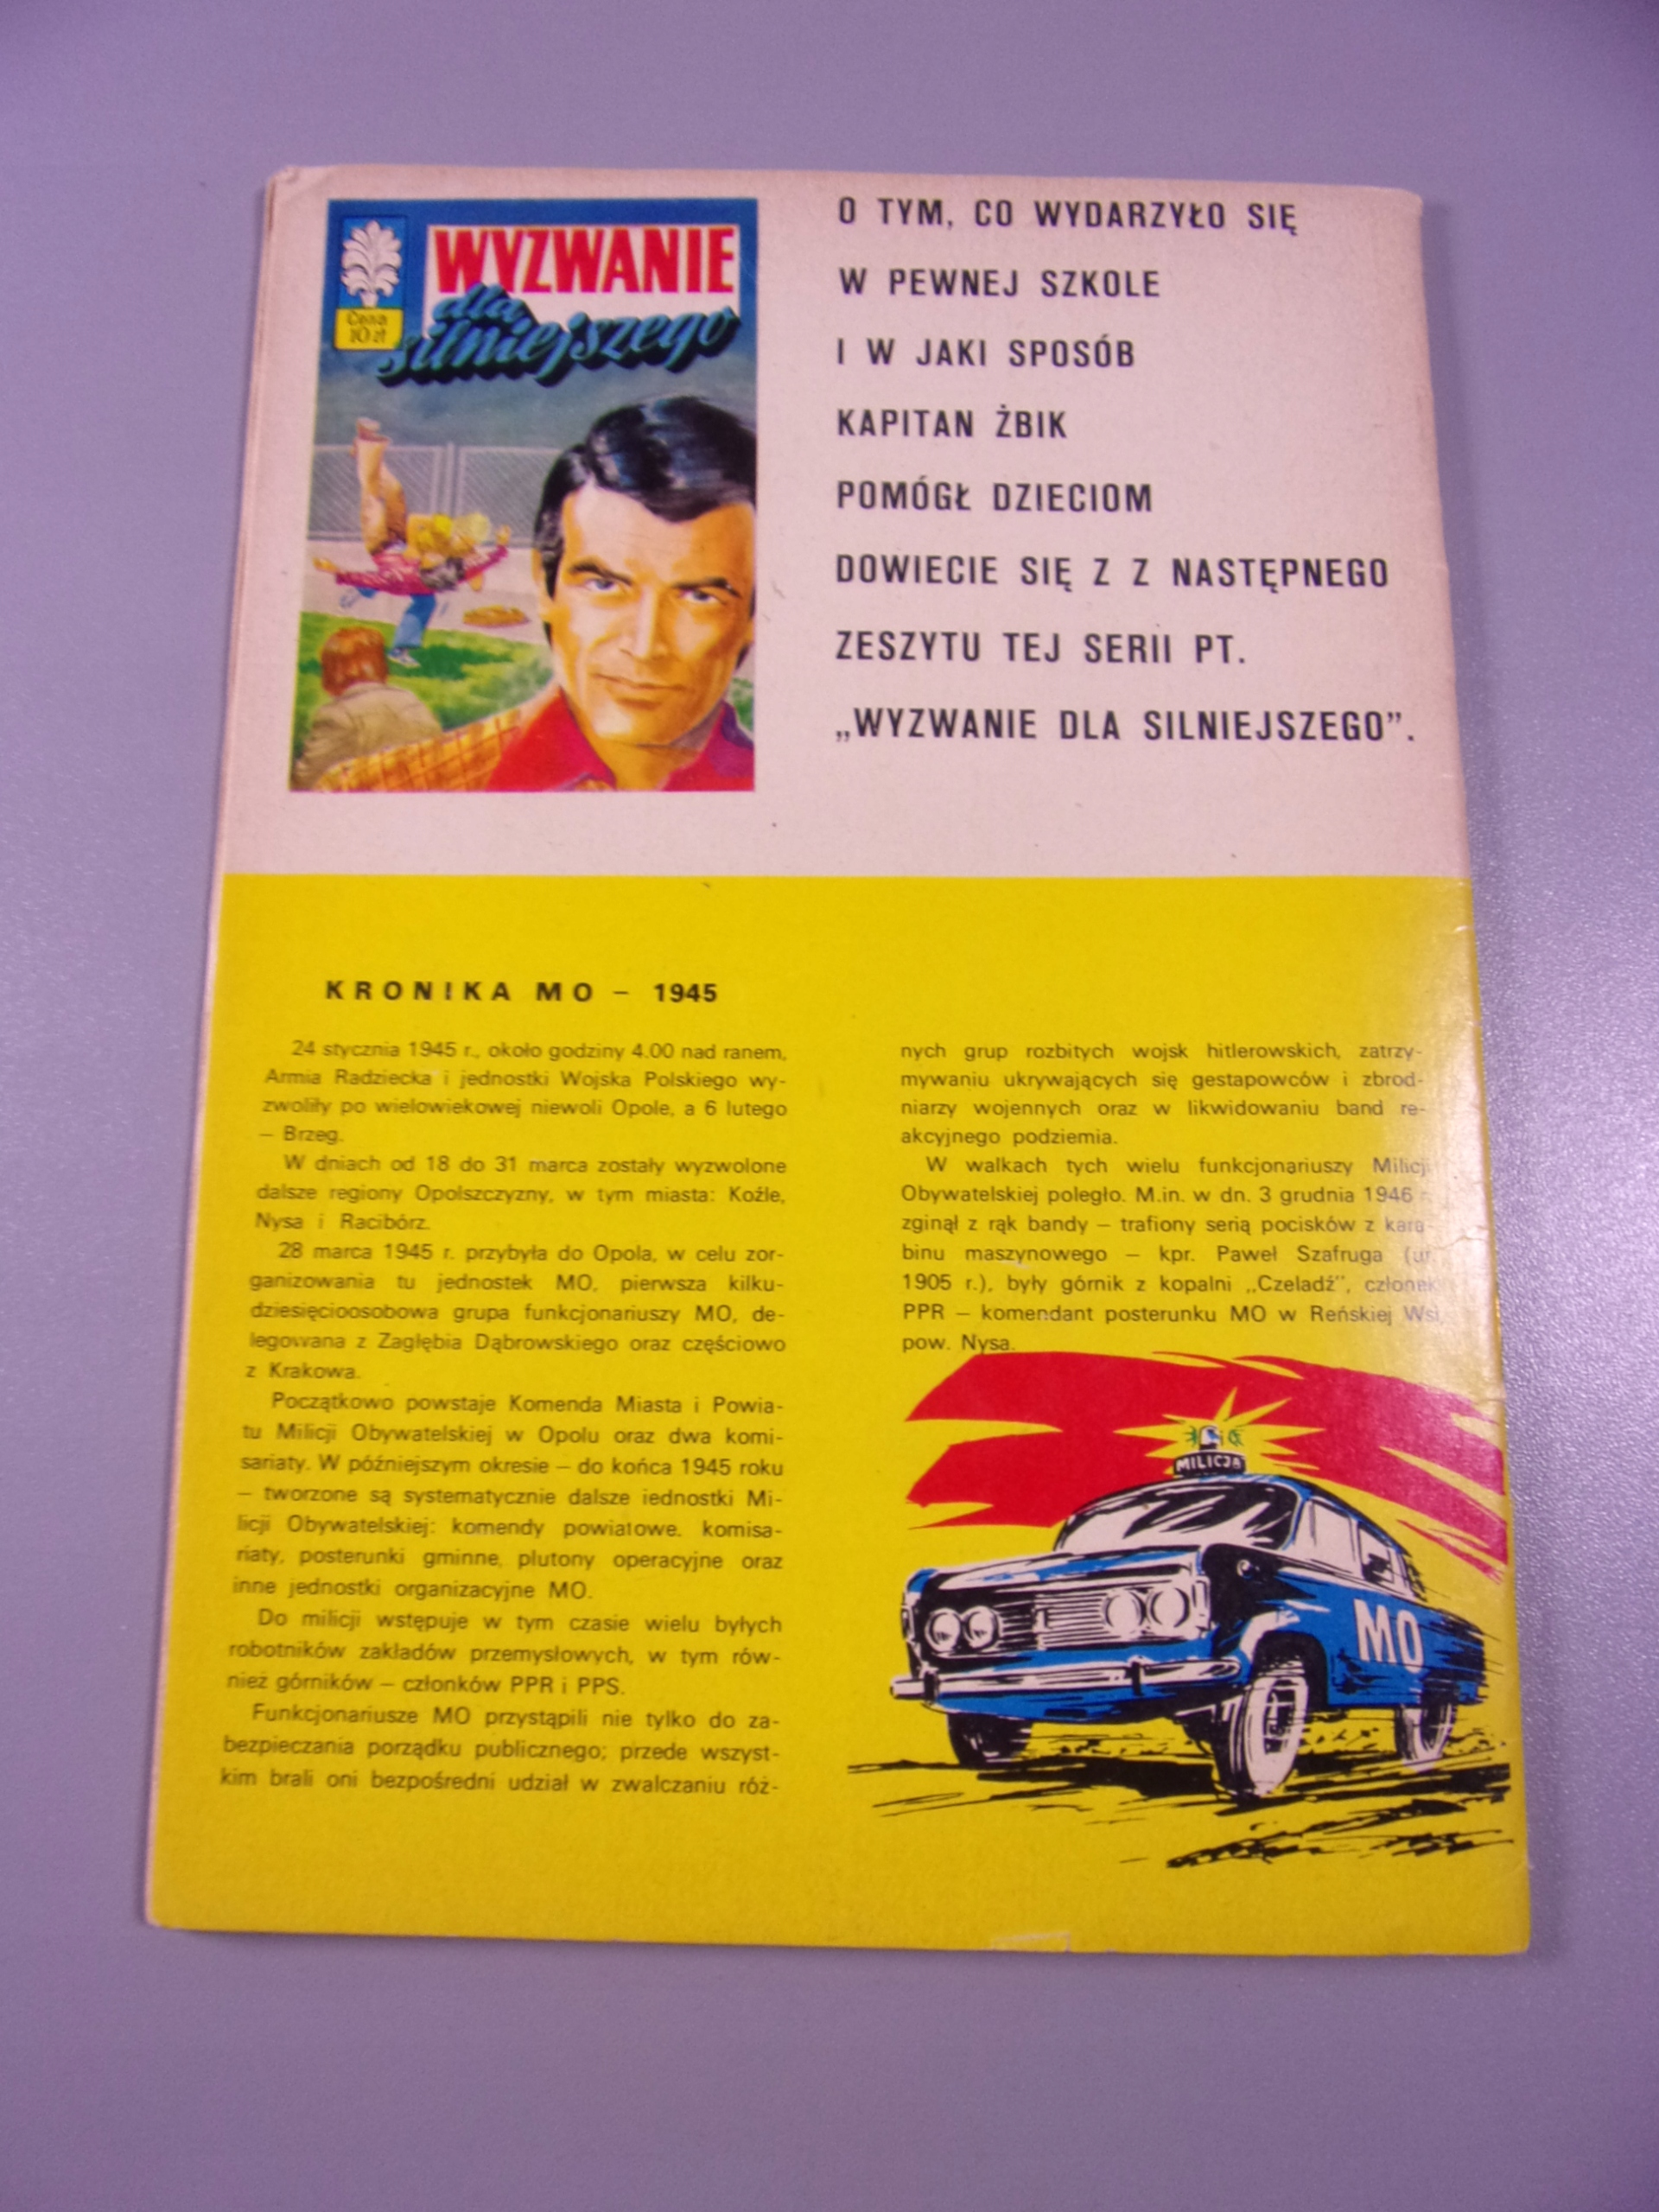 WYZWANIE
dla
silniejszego
Cena
10 zł
O TYM, CO WYDARZYŁO SIĘ
W PEWNEJ SZKOLE
I W JAKI SPOSÓB
KAPITAN ŻBIK
POMÓGŁ DZIECIOM
DOWIECIE SIĘ Z Z NASTĘPNEGO
ZESZYTU TEJ SERII PT.
„WYZWANIE DLA SILNIEJSZEGO”.
KRONIKA MO – 1945
24 stycznia 1945 r., około godziny 4.00 nad ranem,
Armia Radziecka i jednostki Wojska Polskiego wy-
zwoliły po wielowiekowej niewoli Opole, a 6 lutego
– Brzeg.
W dniach od 18 do 31 marca zostały wyzwolone
dalsze regiony Opolszczyzny, w tym miasta: Koźle,
Nysa i Racibórz.
28 marca 1945 r. przybyła do Opola, w celu zor-
ganizowania tu jednostek MO, pierwsza kilku-
dziesięcioosobowa grupa funkcjonariuszy MO, de-
legowana z Zagłębia Dąbrowskiego oraz częściowo
z Krakowa.
Początkowo powstaje Komenda Miasta i Powia-
tu Milicji Obywatelskiej w Opolu oraz dwa komi-
sariaty. W późniejszym okresie – do końca 1945 roku
– tworzone są systematycznie dalsze iednostki Mi-
licji Obywatelskiej: komendy powiatowe. komisa-
riaty, posterunki gminne, plutony operacyjne oraz
inne jednostki organizacyjne MO.
Do milicji wstępuje w tym czasie wielu byłych
robotników zakładów przemysłowych, w tym rów-
nież górników – członków PPR i PPS.
Funkcjonariusze MO przystąpili nie tylko do za-
bezpieczania porządku publicznego; przede wszyst-
kim brali oni bezpośredni udział w zwalczaniu róż-
nych grup rozbitych wojsk hitlerowskich, zatrzy-
mywaniu ukrywających się gestapowców i zbrod-
niarzy wojennych oraz w likwidowaniu band re-
akcyjnego podziemia.
W walkach tych wielu funkcjonariuszy Milicji
Obywatelskiej poległo. M.in. w dn. 3 grudnia 1946 r.
zginął z rąk bandy – trafiony serią pocisków z kara-
binu maszynowego – kpr. Paweł Szafruga (ur.
1905 r.), były górnik z kopalni „Czeladź”, członek
PPR – komendant posterunku MO w Reńskiej Wsi,
pow. Nysa.
MILICJA
MO